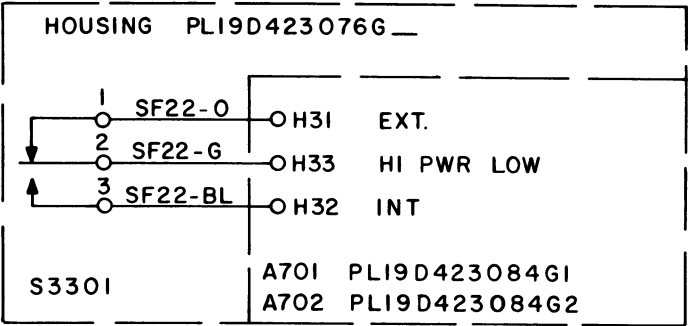 HOUSING PL19D423076G__
1 SF22-O H31 EXT.
2 SF22-G H33 HI PWR LOW
3 SF22-BL H32 INT
S3301
A701 PL19D423084G1
A702 PL19D423084G2